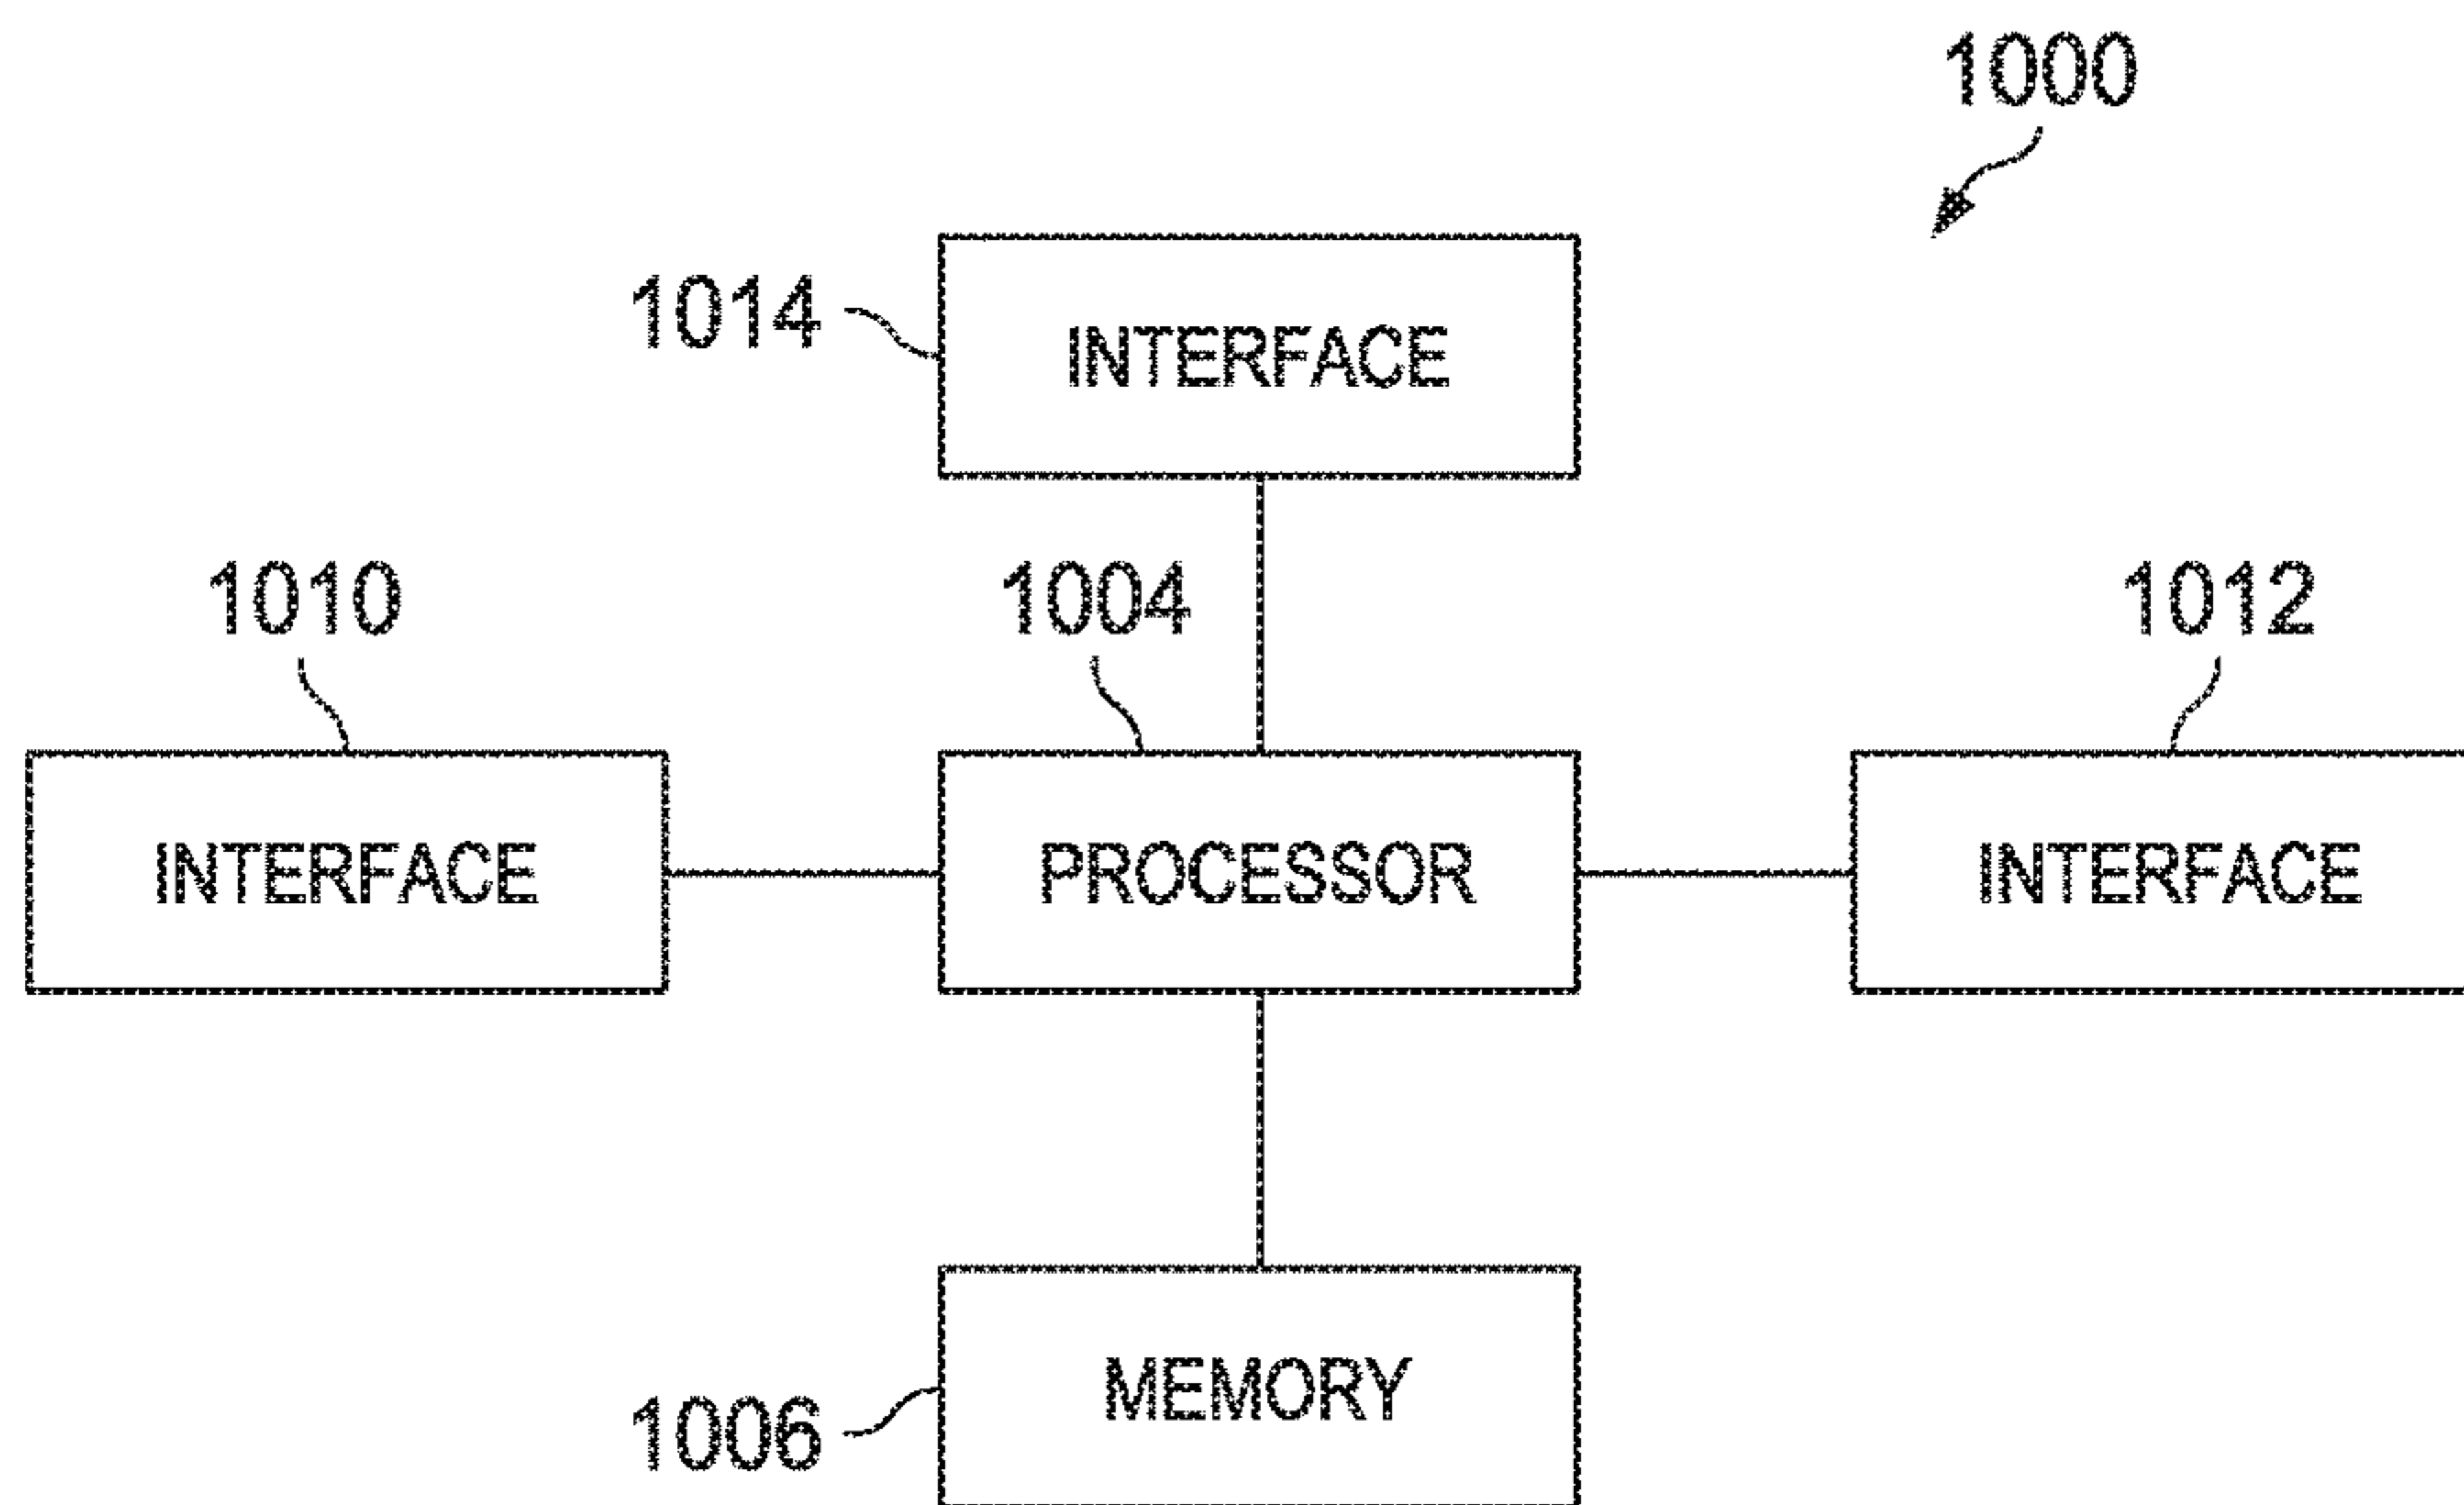 1000
1014
INTERFACE
1010
1004
1012
INTERFACE
PROCESSOR
INTERFACE
1006
MEMORY